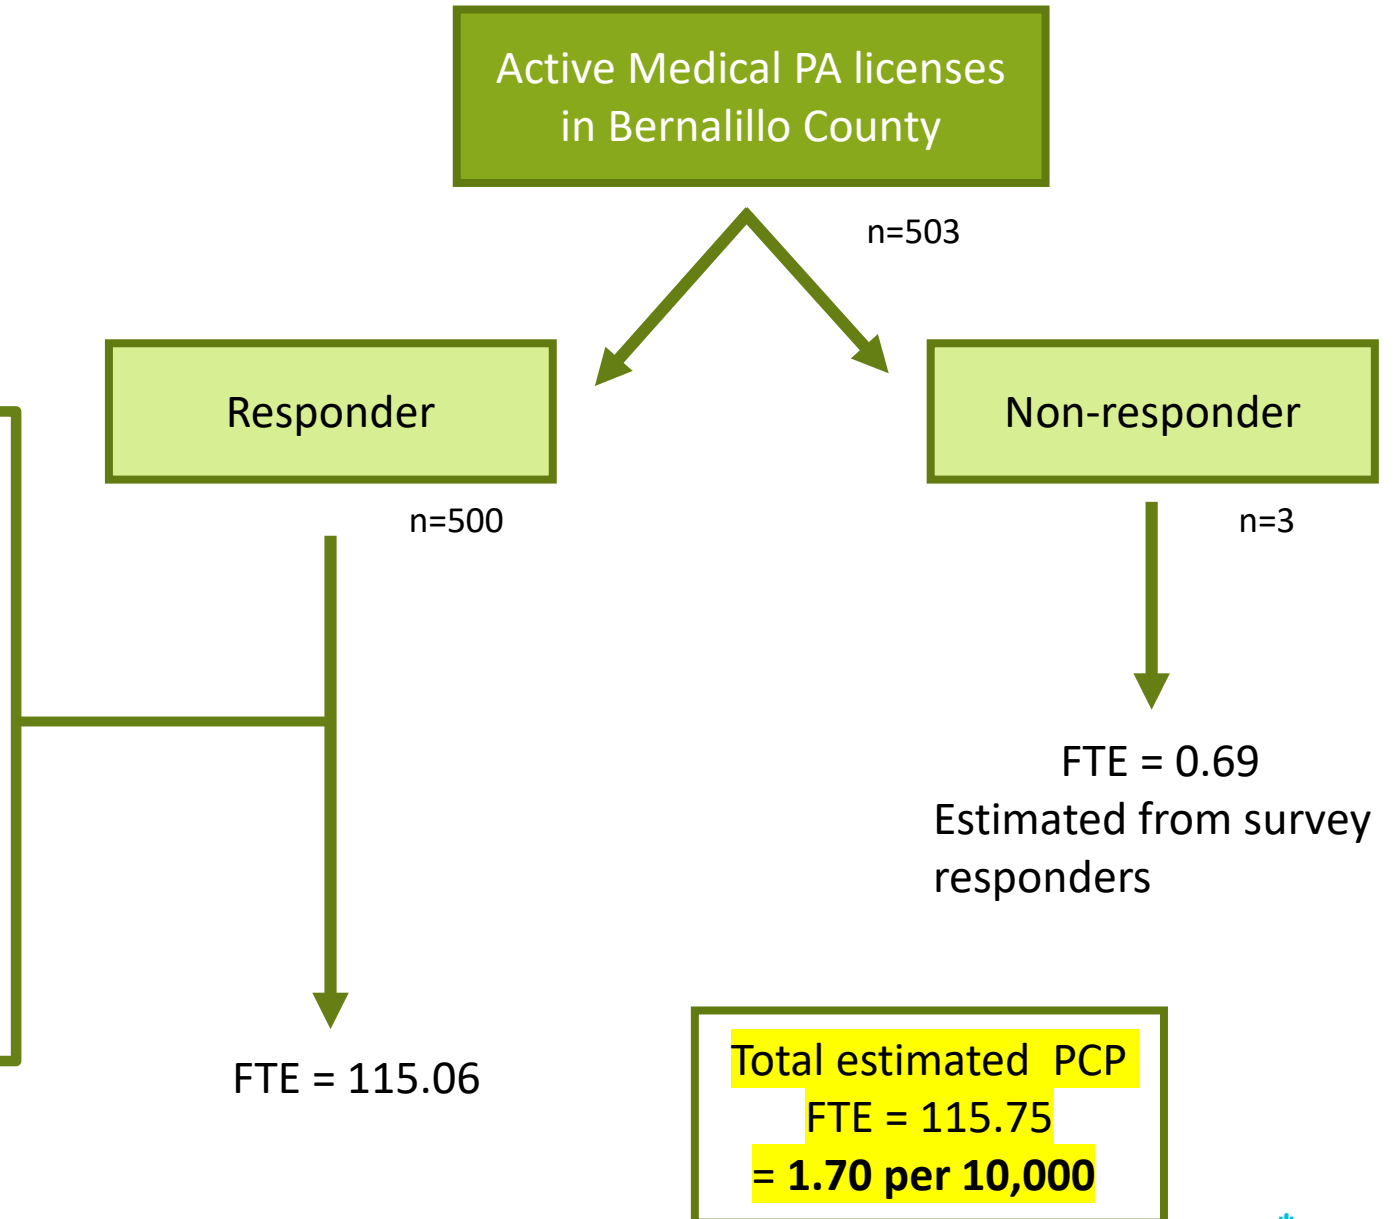 Active Medical PA licenses
in Bernalillo County
n=503
Responder
Non-responder
n=500
n=3
FTE = 0.69
Estimated from survey
responders
FTE = 115.06
Total estimated  PCP
FTE = 115.75
= 1.70 per 10,000